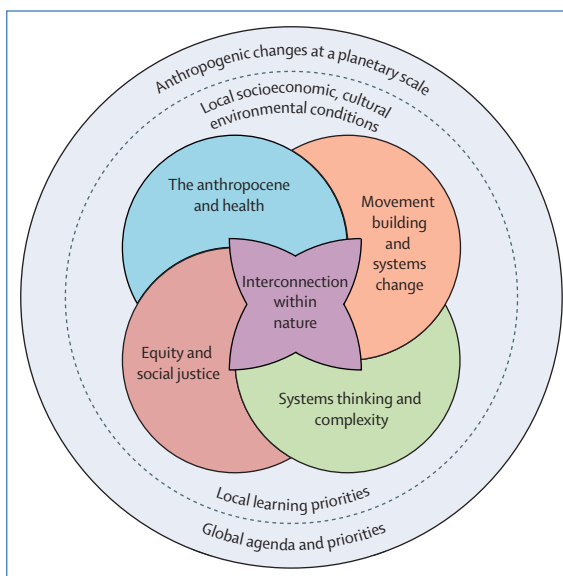 Anthropogenic changes at a planetary scale
Local socioeconomic, cultural
environmental conditions
The anthropocene
and health
Movement
building
and
systems
change
Interconnection
within
nature
Equity and
social justice
Systems thinking and
complexity
Local learning priorities
Global agenda and priorities